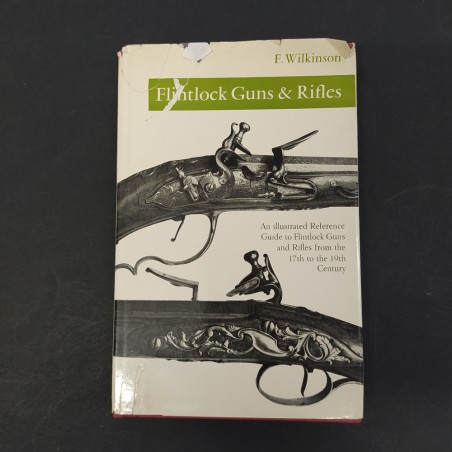 F. Wilkinson
Flintlock Guns & Rifles
An illustrated Reference
Guide to Flintlock Guns
and Rifles from the
17th to the 19th
Century